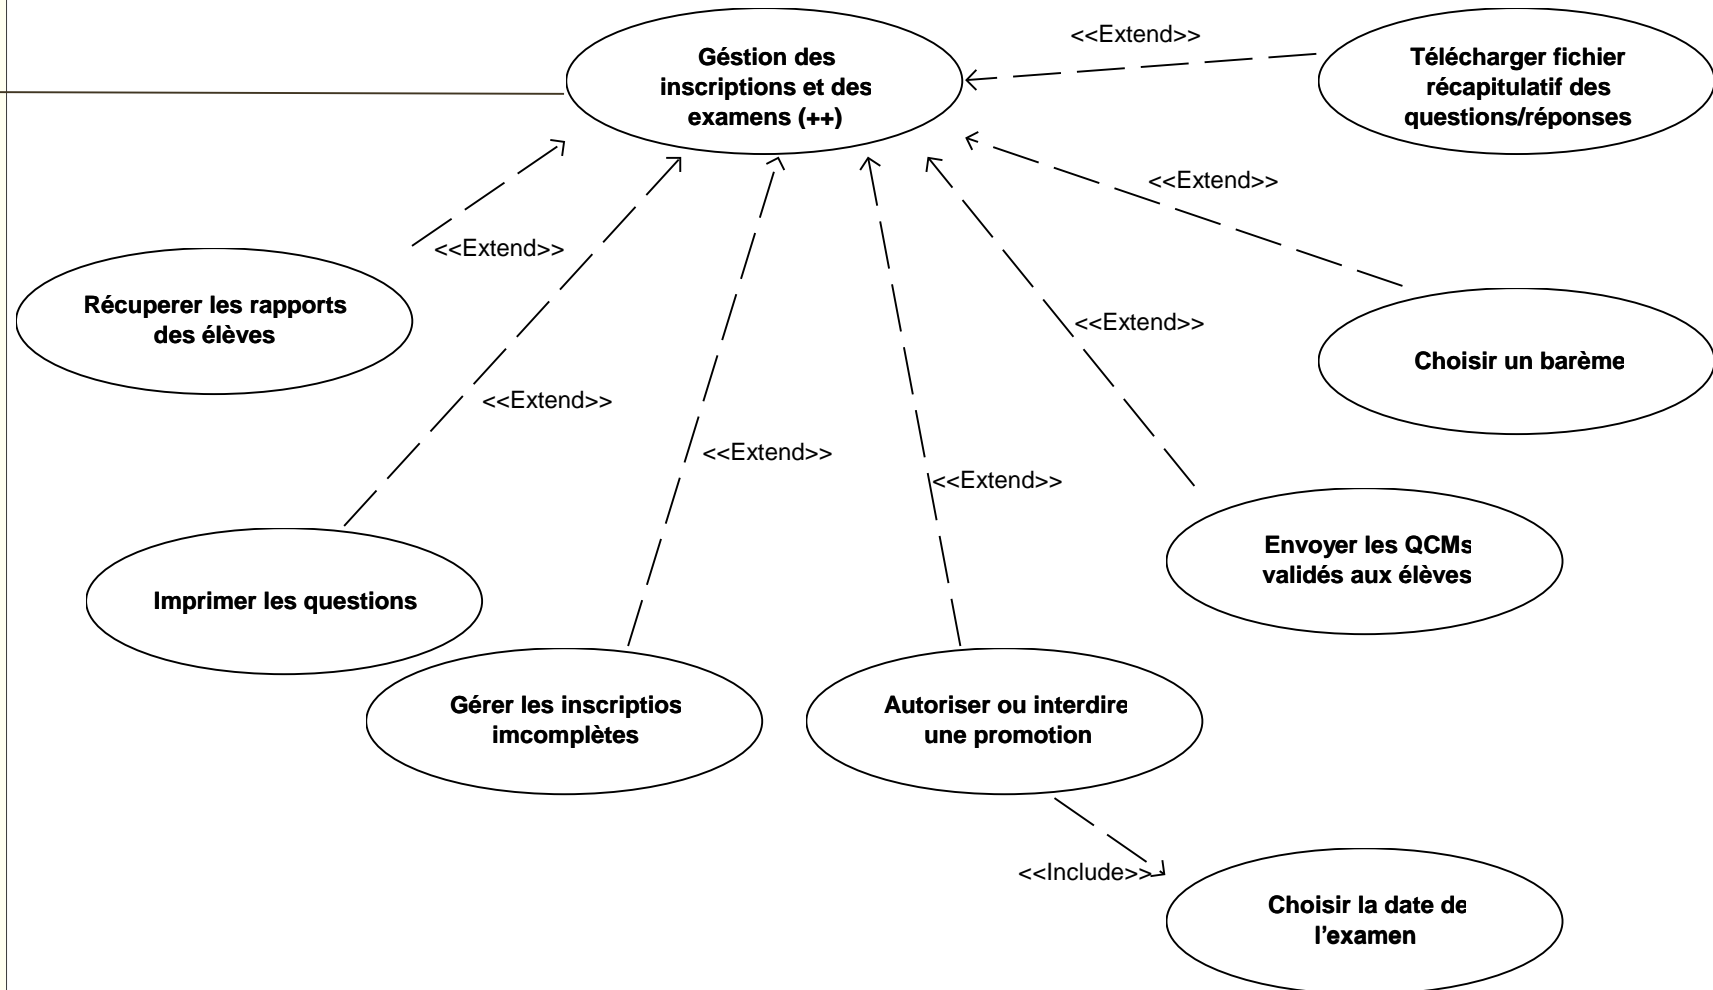 Géstion des
inscriptions et des
examens (++)
<<Extend>>
Télécharger fichier
récapitulatif des
questions/réponses
<<Extend>>
<<Extend>>
Récuperer les rapports
des élèves
<<Extend>>
Choisir un barème
<<Extend>>
<<Extend>>
<<Extend>>
Envoyer les QCMs
validés aux élèves
Imprimer les questions
Gérer les inscriptios
imcomplètes
Autoriser ou interdire
une promotion
<<Include>>
Choisir la date de
l'examen